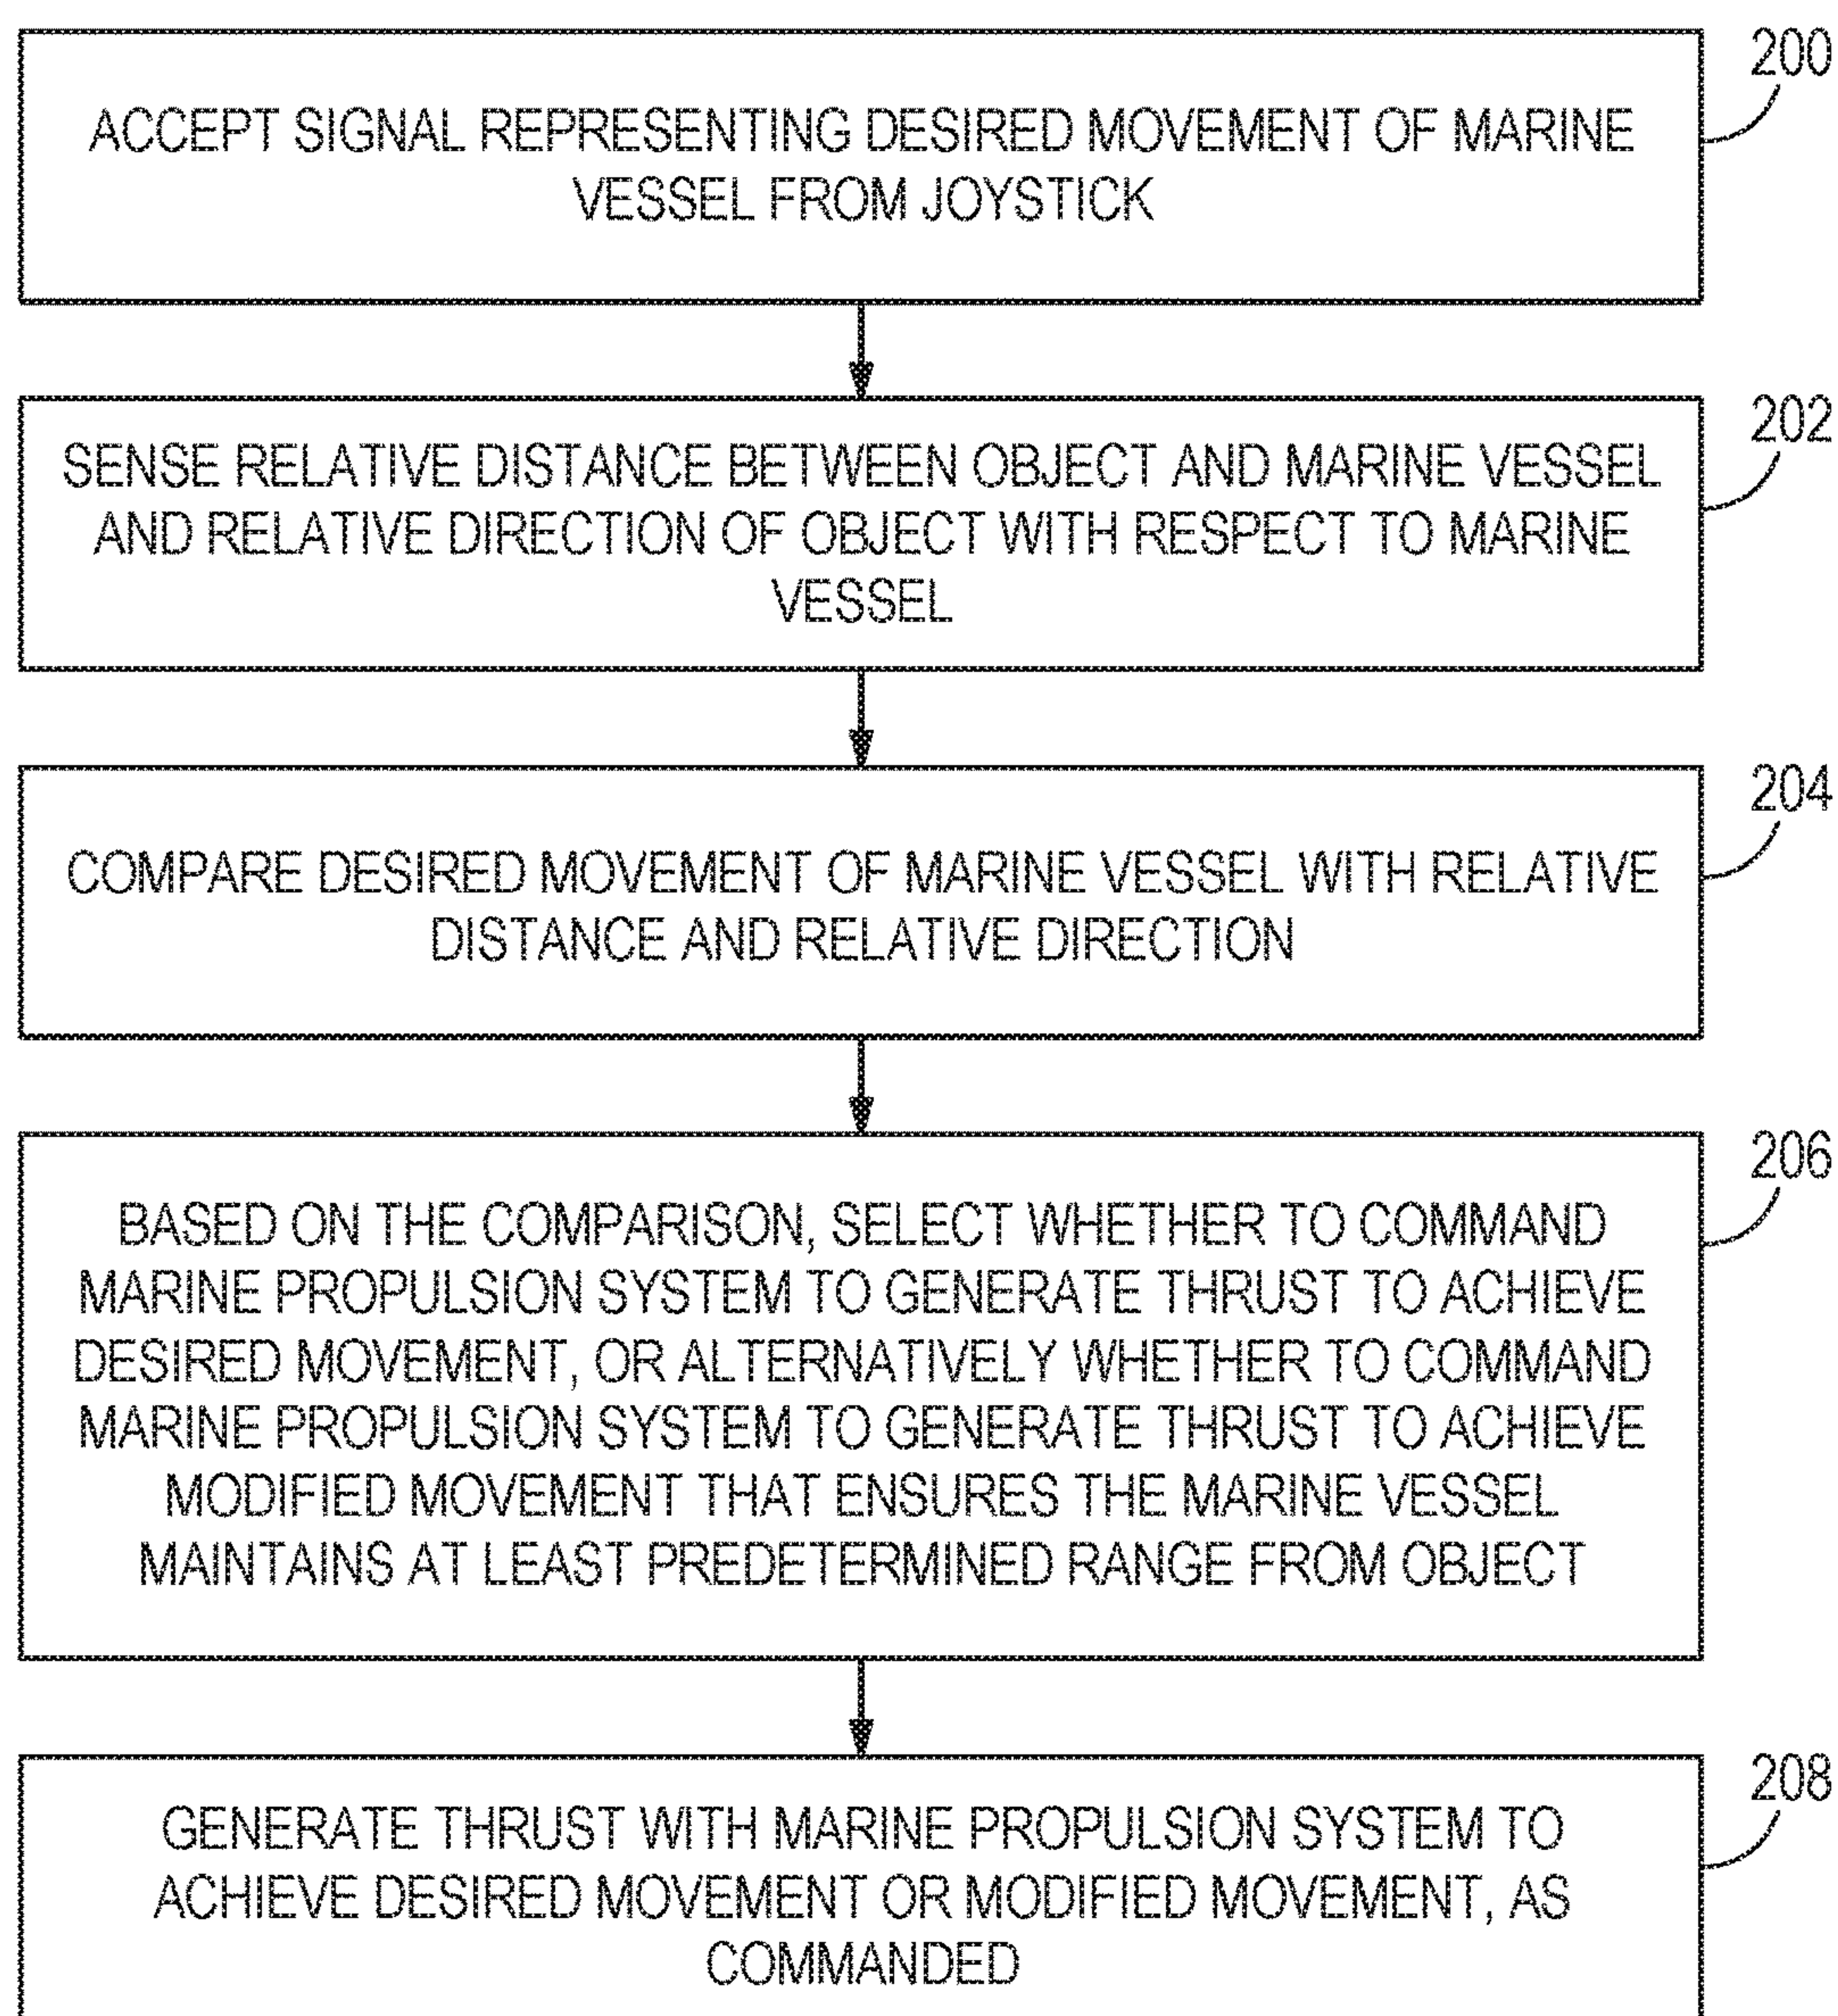 200
ACCEPT SIGNAL REPRESENTING DESIRED MOVEMENT OF MARINE
VESSEL FROM JOYSTICK
202
SENSE RELATIVE DISTANCE BETWEEN OBJECT AND MARINE VESSEL
AND RELATIVE DIRECTION OF OBJECT WITH RESPECT TO MARINE
VESSEL
204
COMPARE DESIRED MOVEMENT OF MARINE VESSEL WITH RELATIVE
DISTANCE AND RELATIVE DIRECTION
206
BASED ON THE COMPARISON, SELECT WHETHER TO COMMAND
MARINE PROPULSION SYSTEM TO GENERATE THRUST TO ACHIEVE
DESIRED MOVEMENT, OR ALTERNATIVELY WHETHER TO COMMAND
MARINE PROPULSION SYSTEM TO GENERATE THRUST TO ACHIEVE
MODIFIED MOVEMENT THAT ENSURES THE MARINE VESSEL
MAINTAINS AT LEAST PREDETERMINED RANGE FROM OBJECT
208
GENERATE THRUST WITH MARINE PROPULSION SYSTEM TO
ACHIEVE DESIRED MOVEMENT OR MODIFIED MOVEMENT, AS
COMMANDED